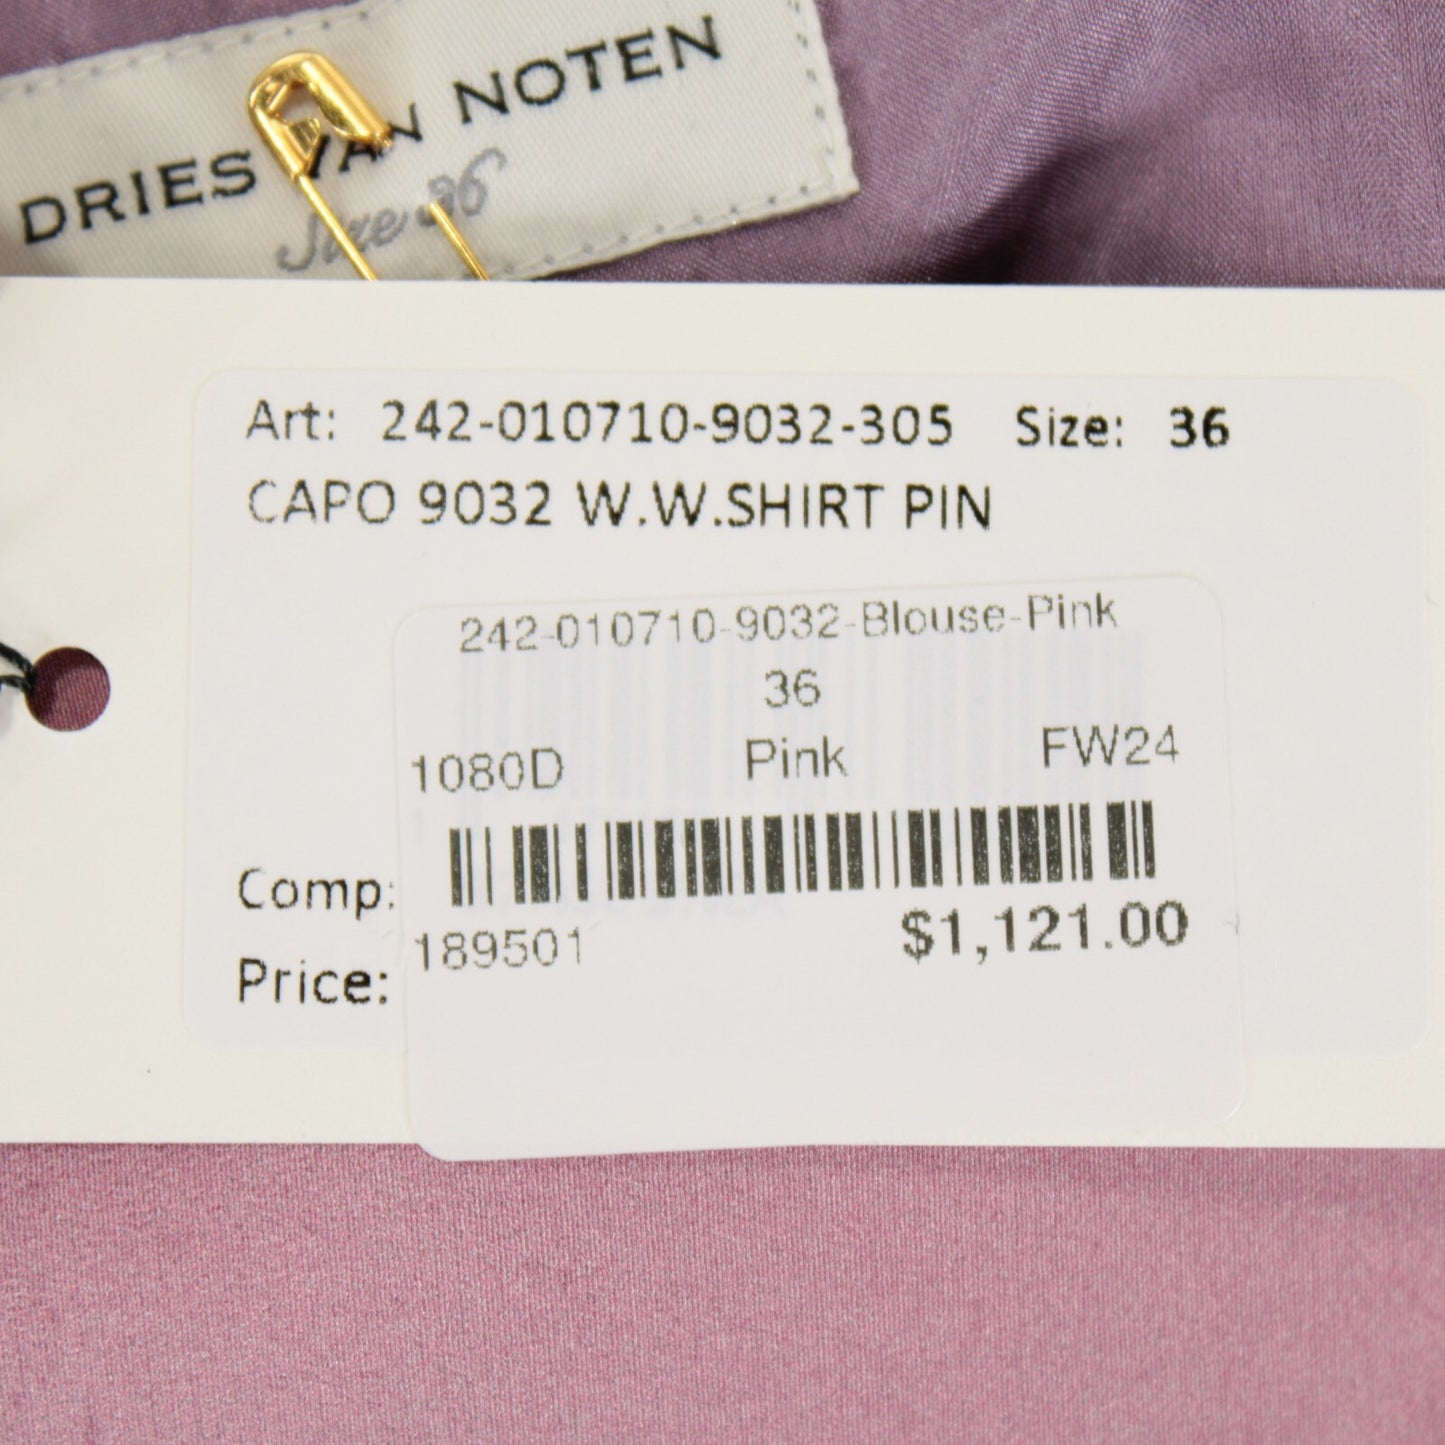 DRIES VAN NOTEN
Size 36
Art: 242-010710-9032-305 Size: 36
CAPO 9032 W.W.SHIRT PIN
242-010710-9032-Blouse-Pink
36
1080D Pink FW24
Comp:
189501 $1,121.00
Price: